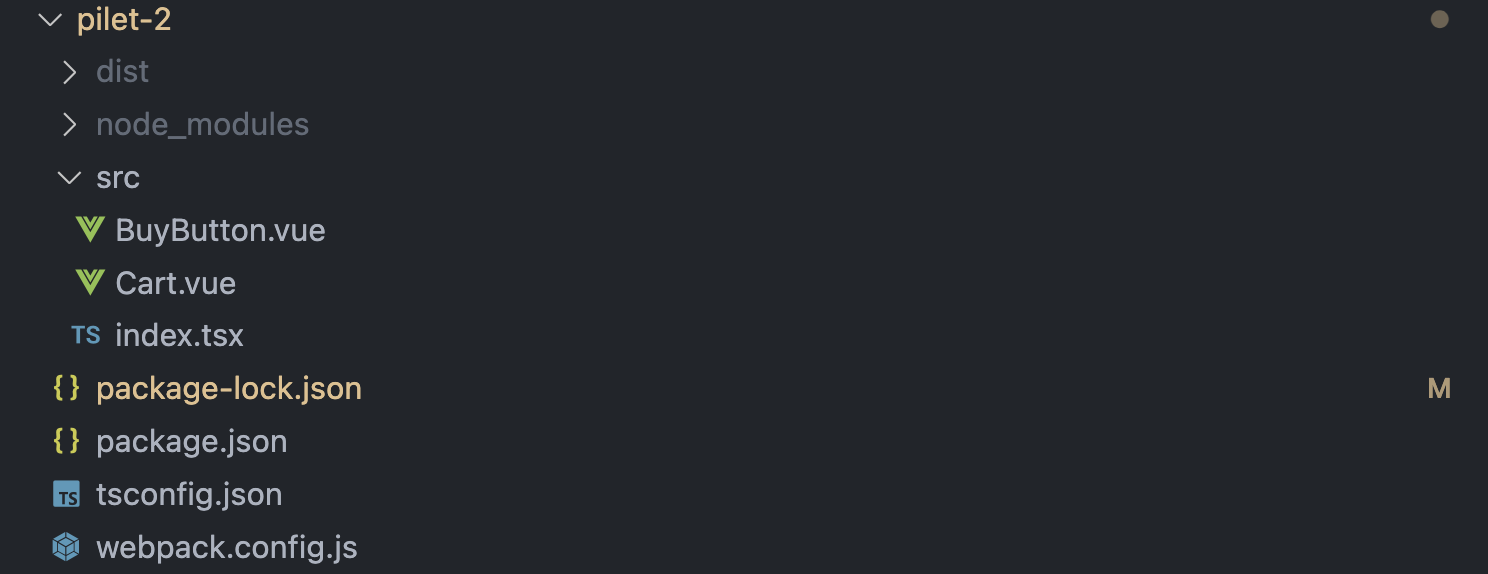 pilet-2
dist
node_modules
src
BuyButton.vue
Cart.vue
TS index.tsx
{} package-lock.json M
{} package.json
TS tsconfig.json
webpack.config.js